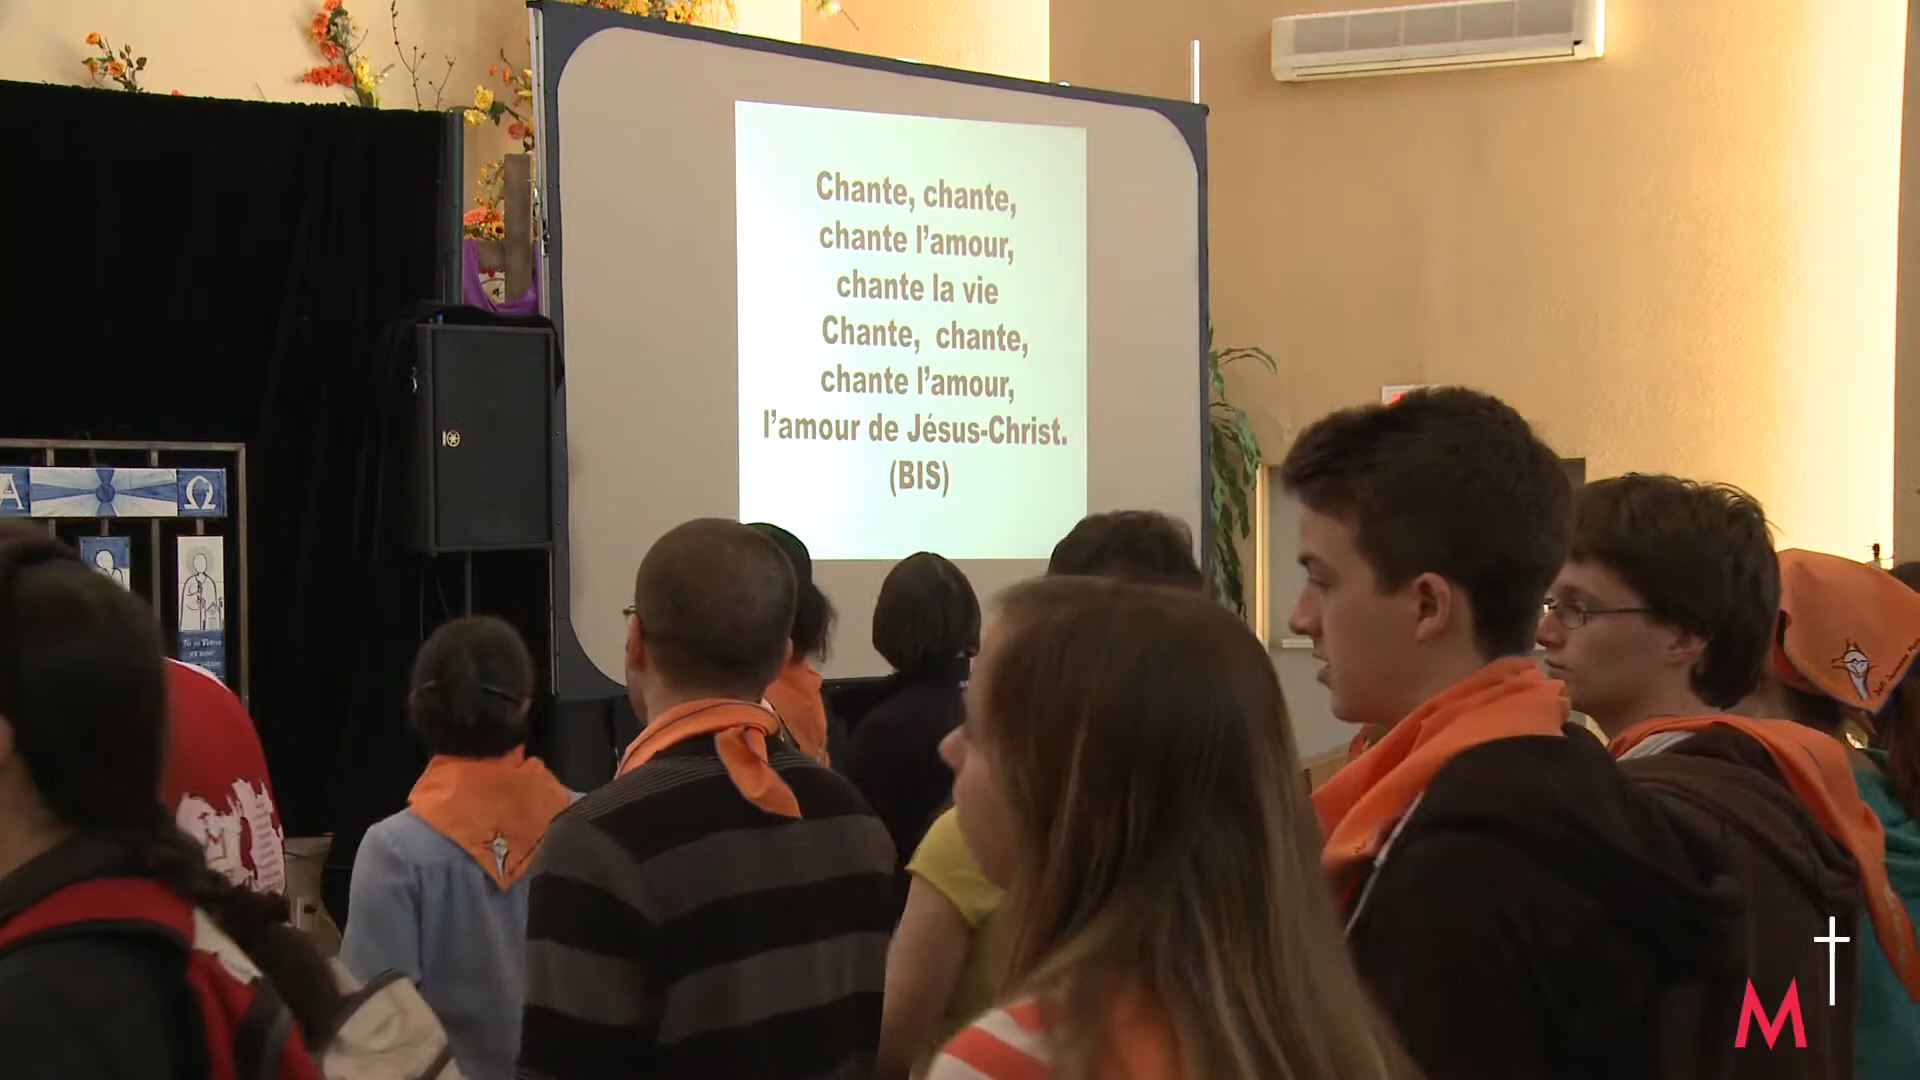 Chante, chante,
chante l'amour,
chante la vie
Chante, chante,
chante l'amour,
l'amour de Jésus-Christ.
(BIS)
A
Ω
M